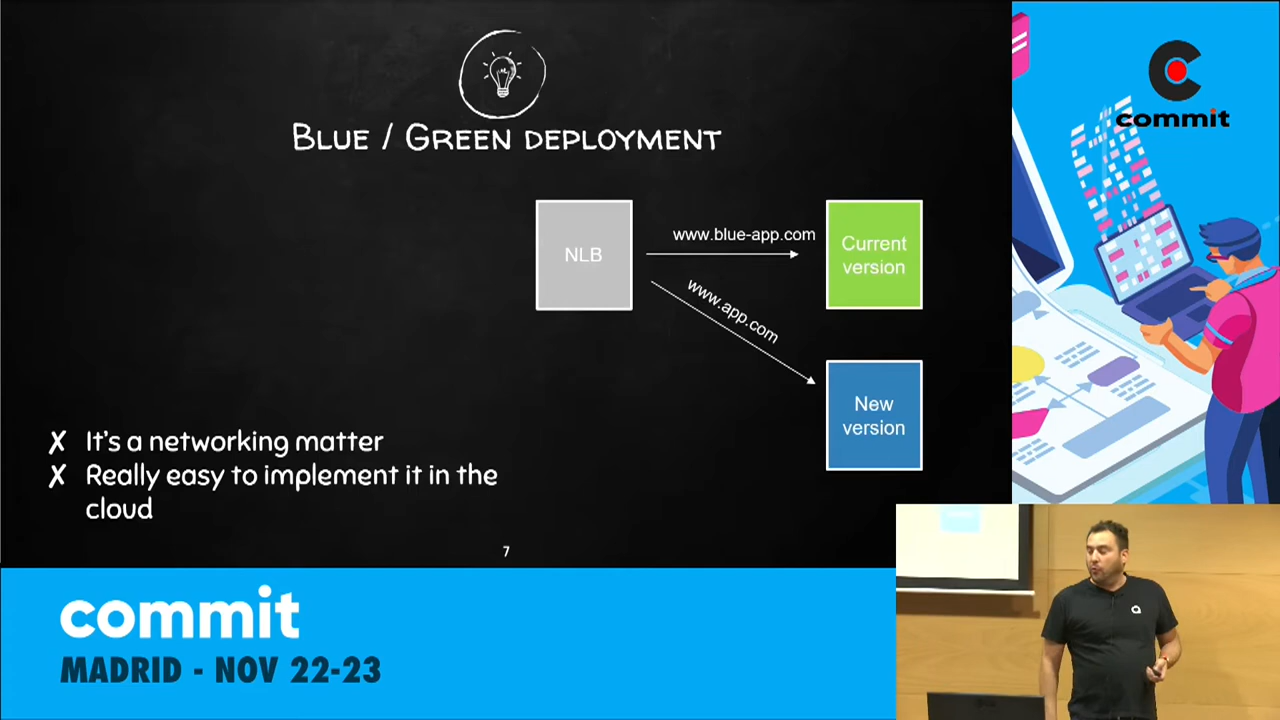 BLUE / GREEN DEPLOYMENT
NLB
www.blue-app.com
Current
version
www.app.com
New
version
✗ It's a networking matter
✗ Really easy to implement it in the
cloud
7
commit
commit
MADRID - NOV 22-23